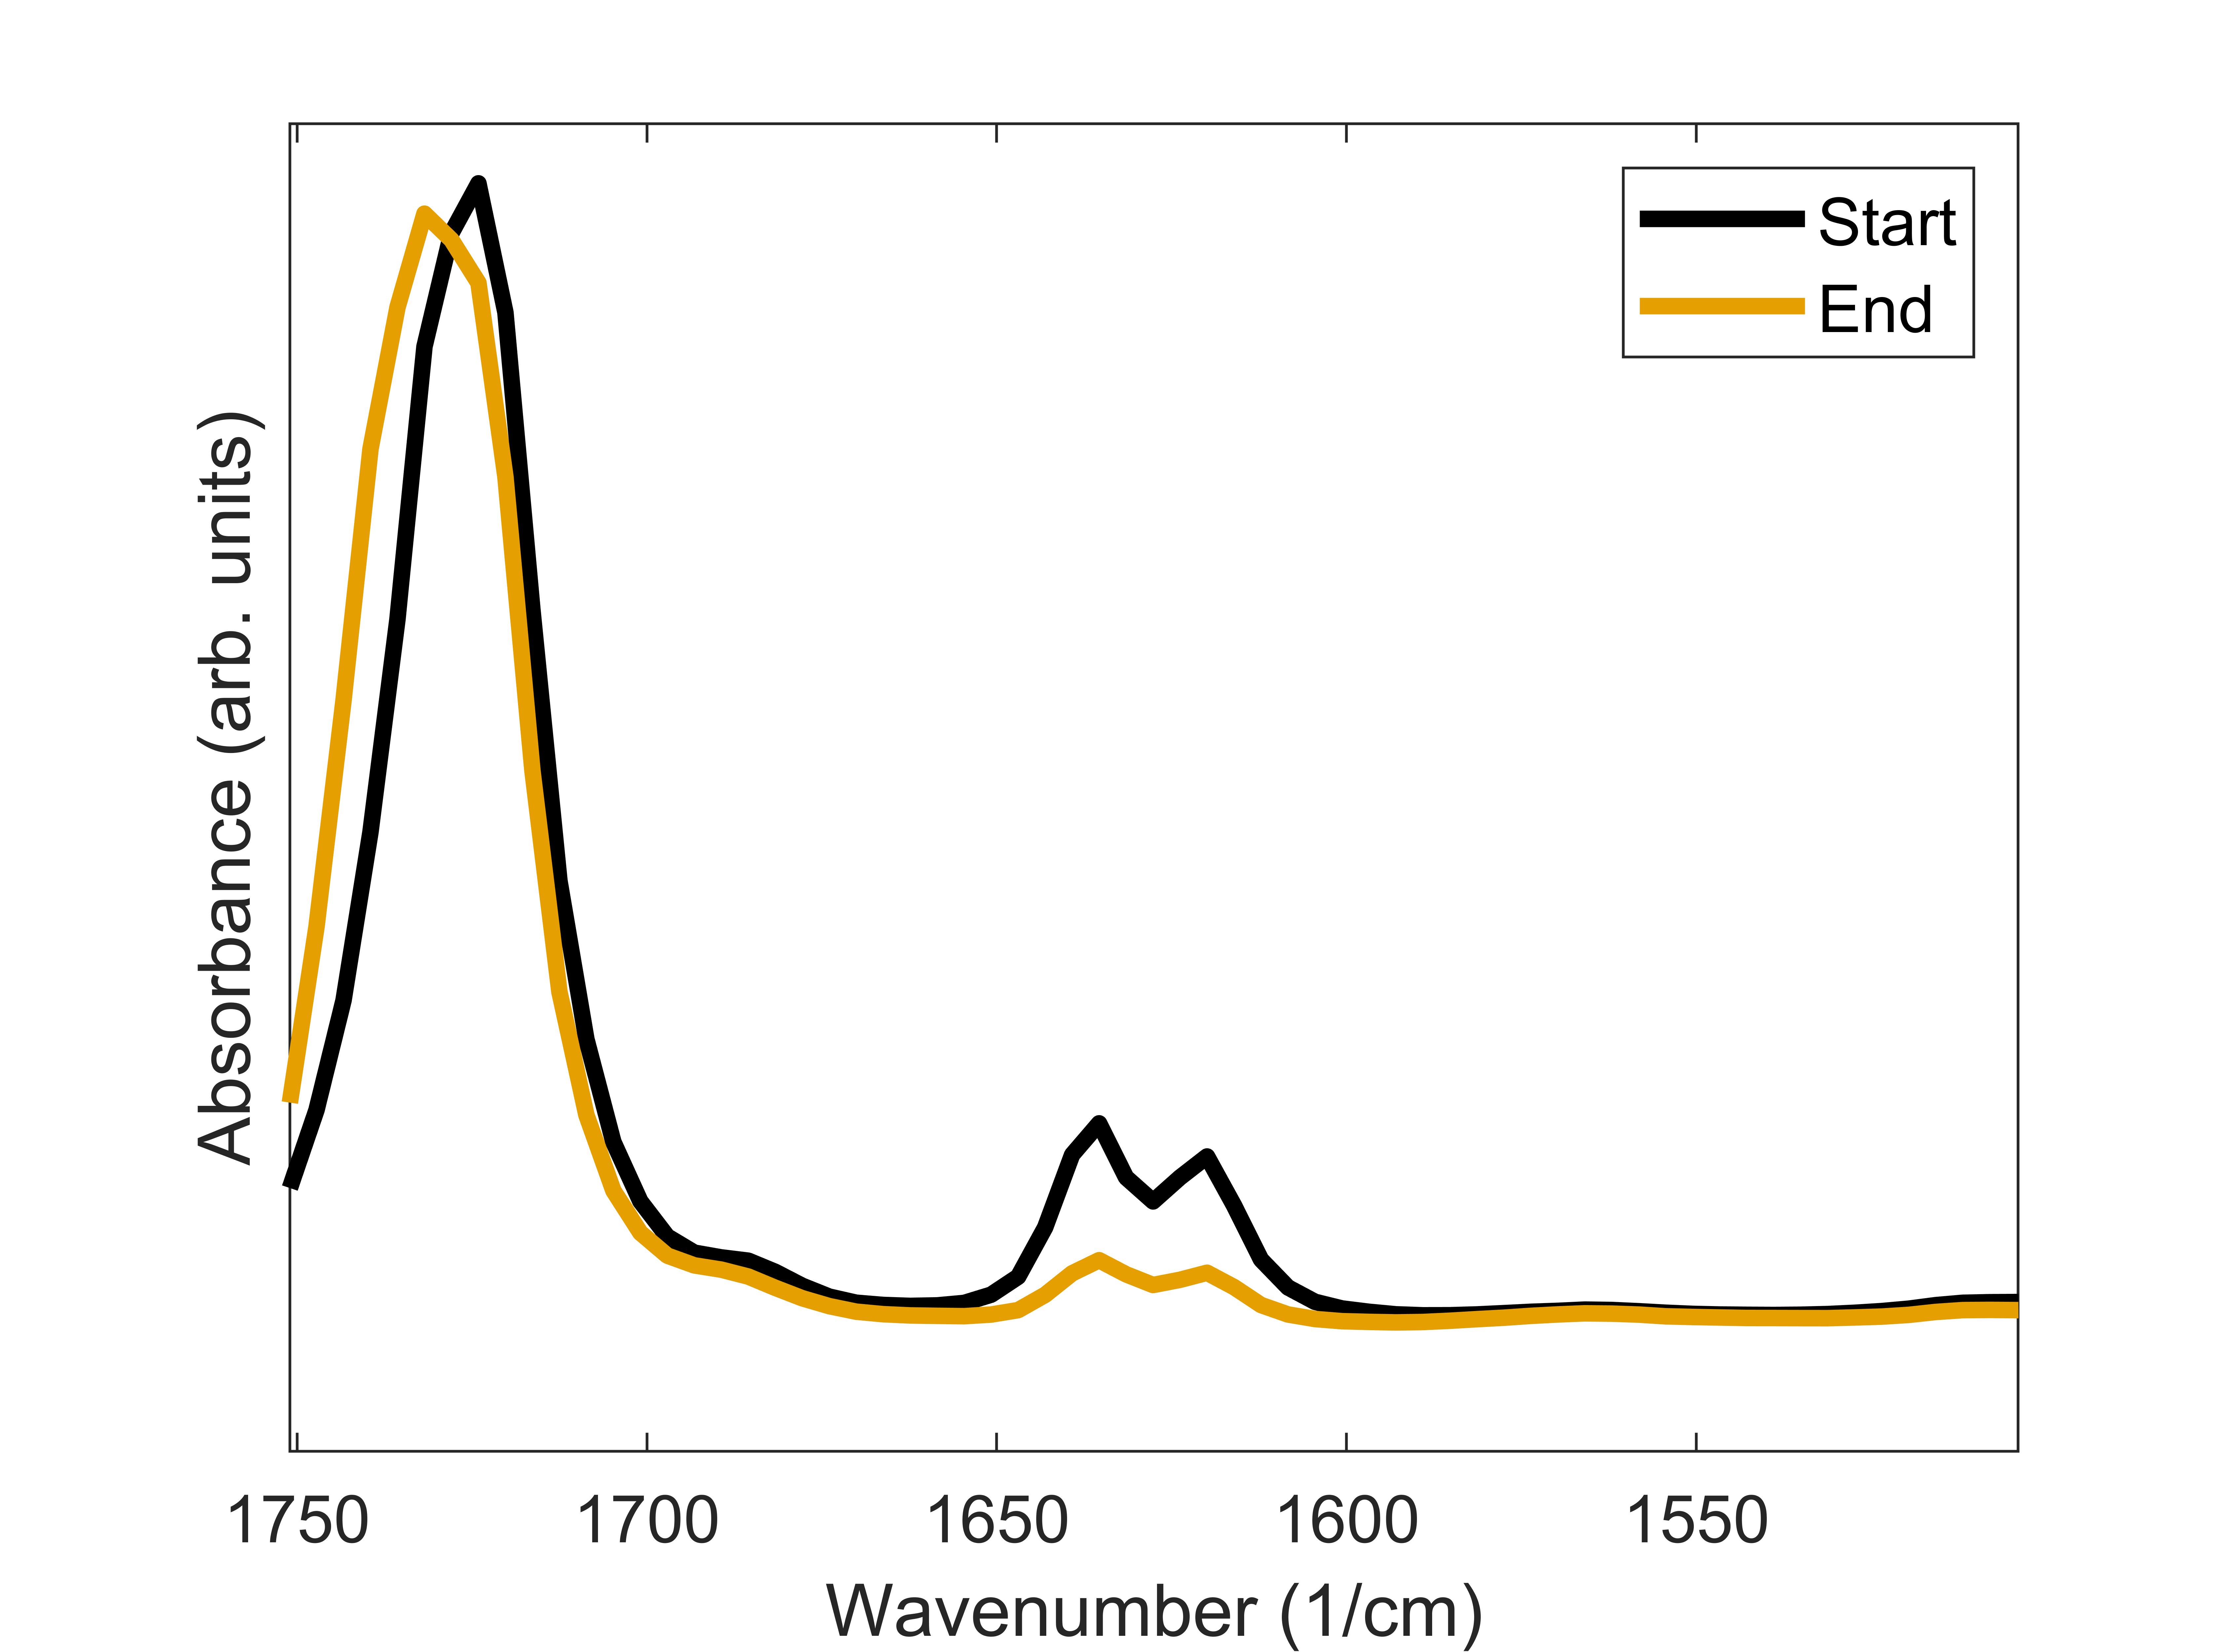 Start
End
Absorbance (arb. units)
1750 1700 1650 1600 1550
Wavenumber (1/cm)